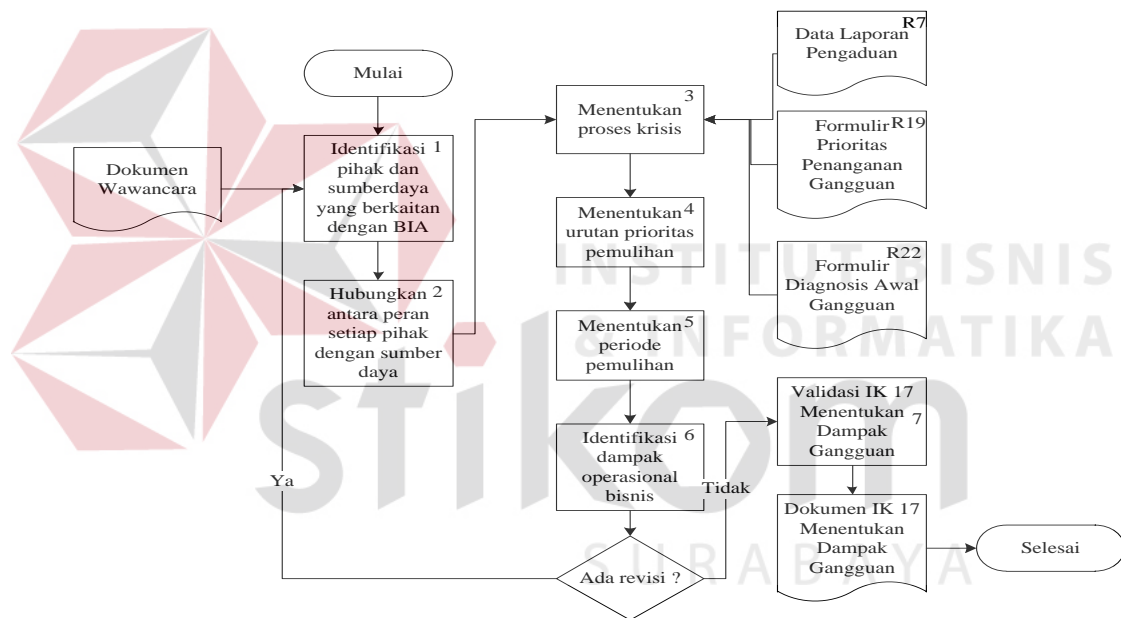 Mulai
Dokumen
Wawancara
Identifikasi 1
pihak dan
sumberdaya
yang berkaitan
dengan BIA
Hubungkan 2
antara peran
setiap pihak
dengan sumber
daya
3
Menentukan
proses krisis
Menentukan 4
urutan prioritas
pemulihan
Menentukan 5
periode
pemulihan
Identifikasi 6
dampak
operasional
bisnis
Ada revisi ?
Ya
Tidak
R7
Data Laporan
Pengaduan
Formulir R19
Prioritas
Penanganan
Gangguan
R22
Formulir
Diagnosis Awal
Gangguan
Validasi IK 17
Menentukan 7
Dampak
Gangguan
Dokumen IK 17
Menentukan
Dampak
Gangguan
Selesai
INSTITUT BISNIS
& INFORMATIKA
stikom
SURABAYA